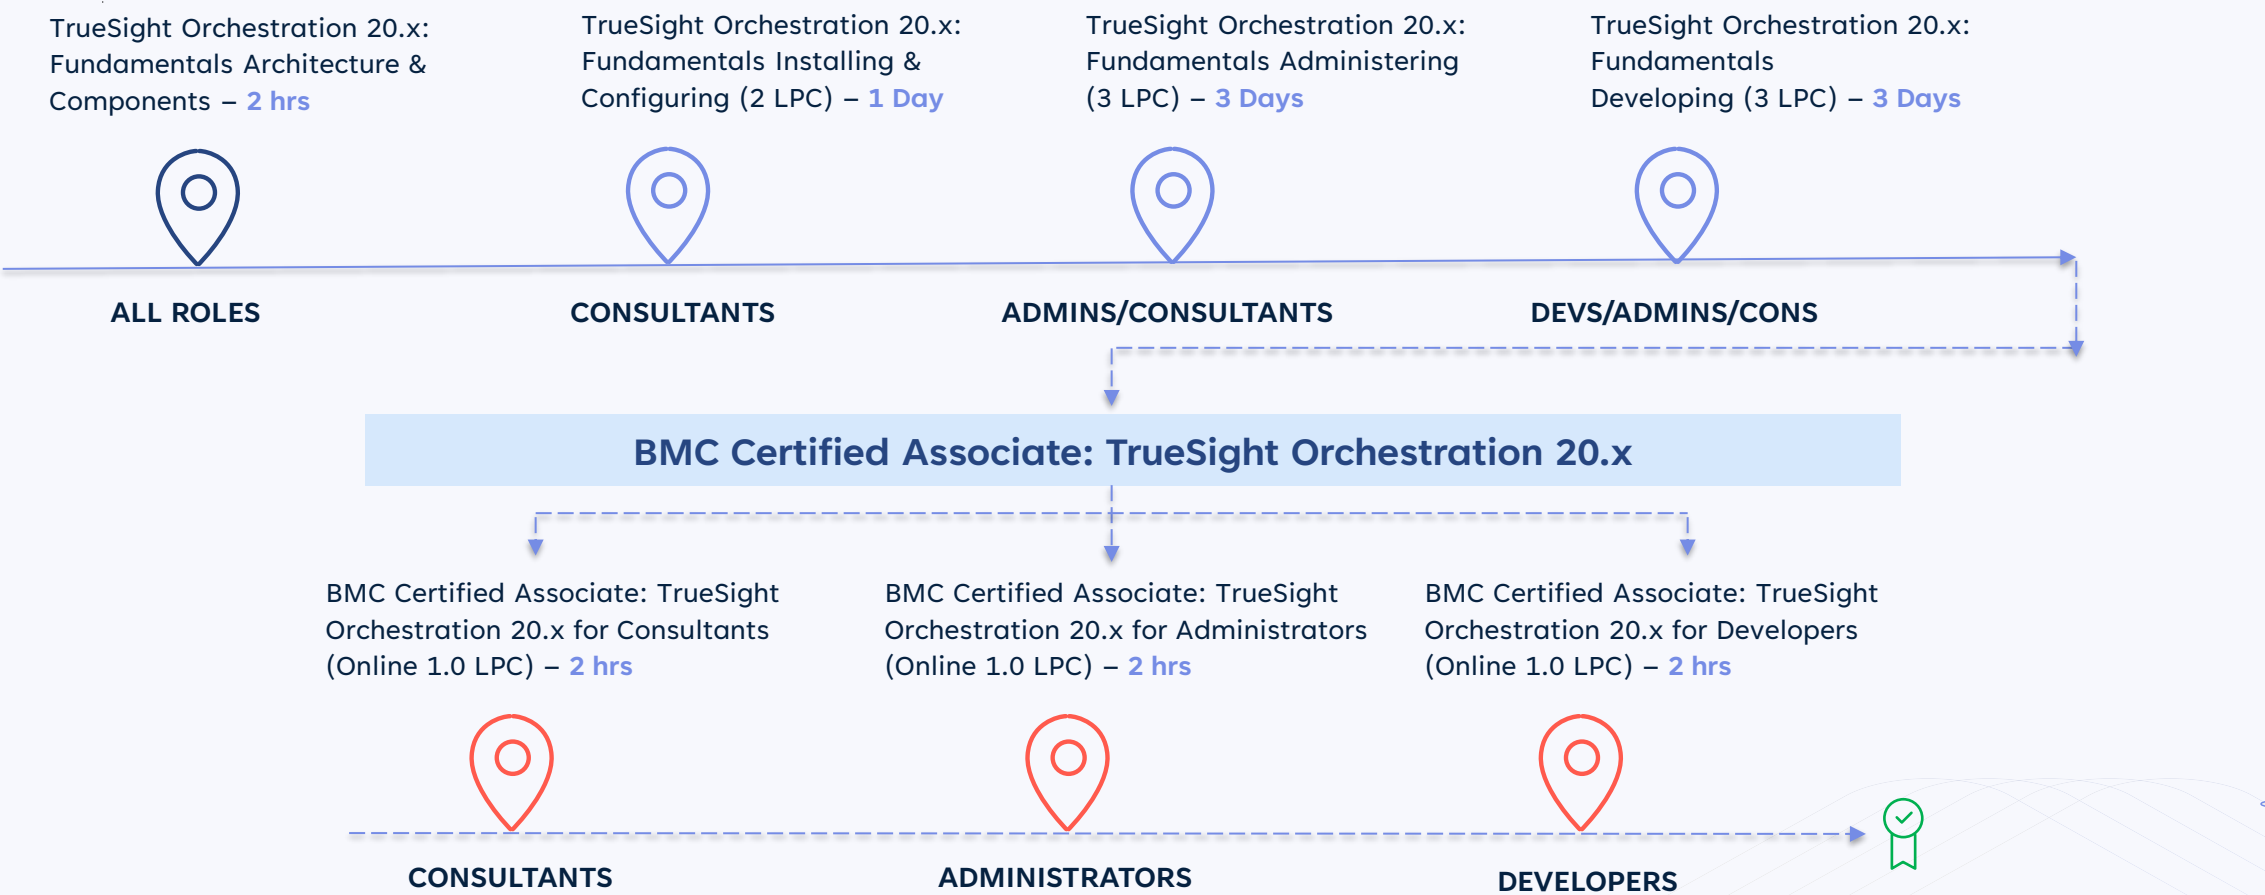 TrueSight Orchestration 20.x:
Fundamentals Architecture &
Components – 2 hrs
TrueSight Orchestration 20.x:
Fundamentals Installing &
Configuring (2 LPC) – 1 Day
TrueSight Orchestration 20.x:
Fundamentals Administering
(3 LPC) – 3 Days
TrueSight Orchestration 20.x:
Fundamentals
Developing (3 LPC) – 3 Days
ALL ROLES
CONSULTANTS
ADMINS/CONSULTANTS
DEVS/ADMINS/CONS
BMC Certified Associate: TrueSight Orchestration 20.x
BMC Certified Associate: TrueSight
Orchestration 20.x for Consultants
(Online 1.0 LPC) – 2 hrs
BMC Certified Associate: TrueSight
Orchestration 20.x for Administrators
(Online 1.0 LPC) – 2 hrs
BMC Certified Associate: TrueSight
Orchestration 20.x for Developers
(Online 1.0 LPC) – 2 hrs
CONSULTANTS
ADMINISTRATORS
DEVELOPERS